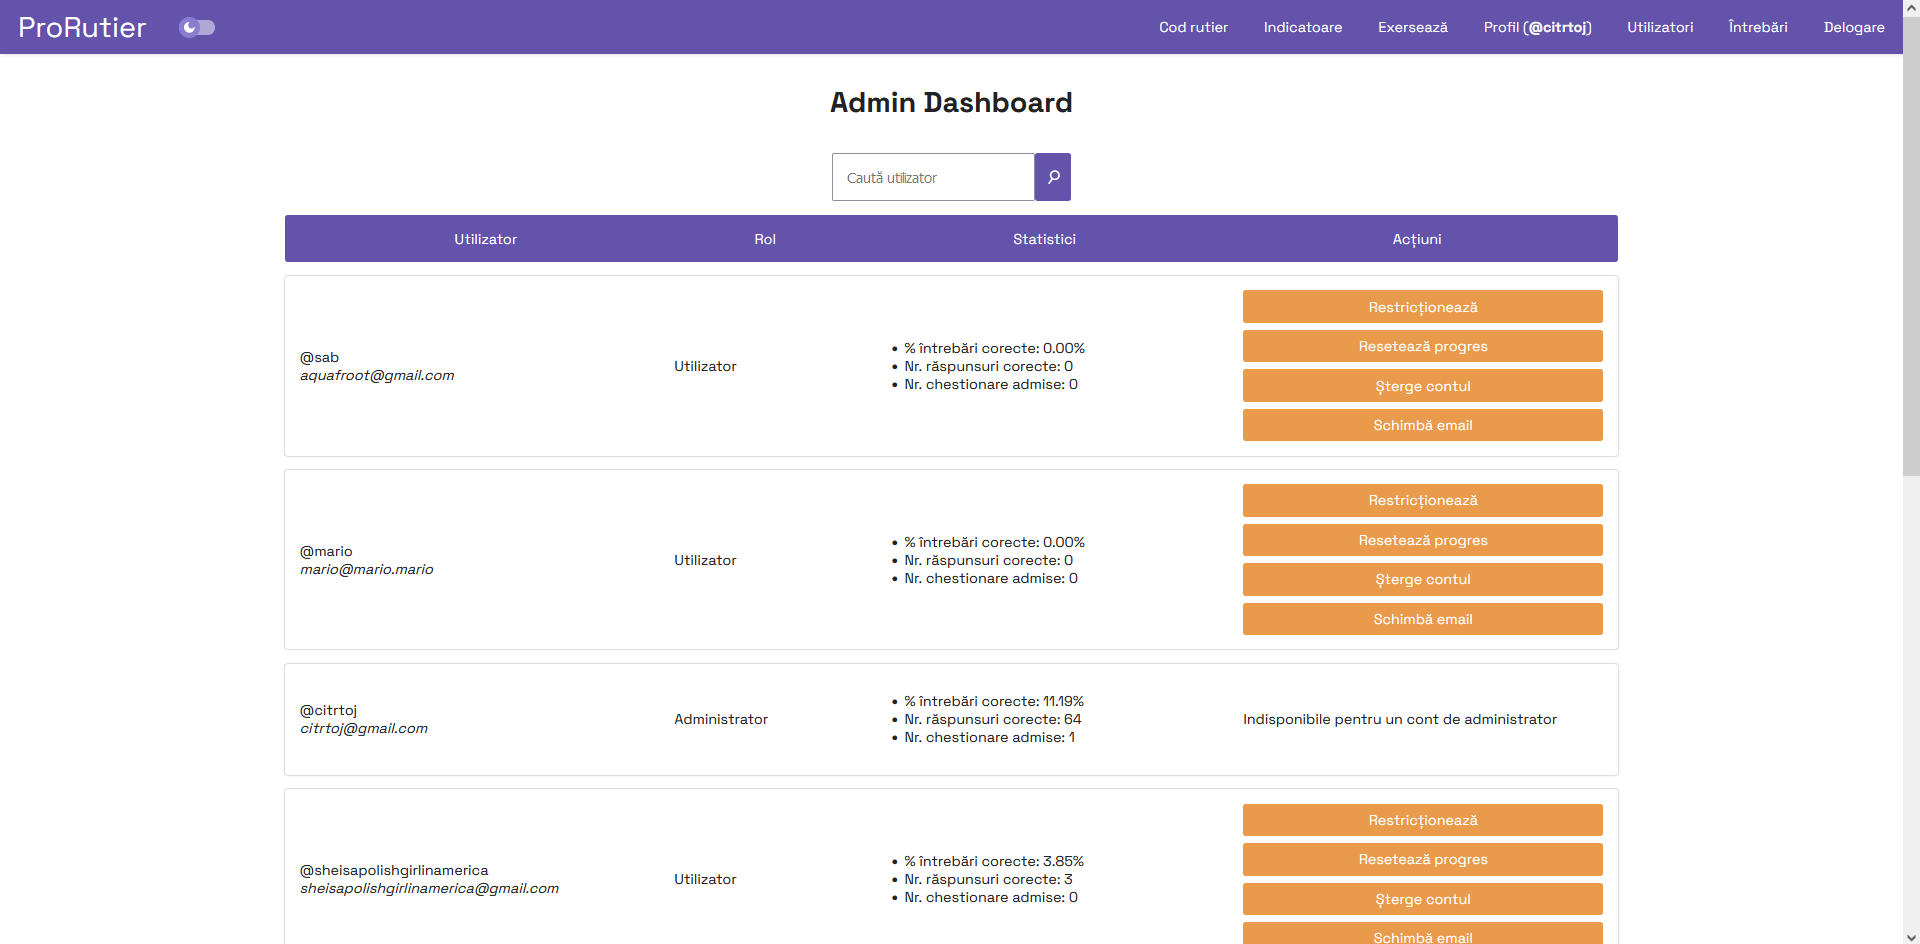 ProRutier
Cod rutier
Indicatoare
Exersează
Profil (@citrtoj)
Utilizatori
Întrebări
Delogare
Admin Dashboard
Caută utilizator
Utilizator
Rol
Statistici
Acțiuni
@sab
aquafroot@gmail.com
Utilizator
% întrebări corecte: 0.00%
Nr. răspunsuri corecte: 0
Nr. chestionare admise: 0
Restricționează
Resetează progres
Șterge contul
Schimbă email
@mario
mario@mario.mario
Utilizator
% întrebări corecte: 0.00%
Nr. răspunsuri corecte: 0
Nr. chestionare admise: 0
Restricționează
Resetează progres
Șterge contul
Schimbă email
@citrtoj
citrtoj@gmail.com
Administrator
% întrebări corecte: 11.19%
Nr. răspunsuri corecte: 64
Nr. chestionare admise: 1
Indisponibile pentru un cont de administrator
@sheisapolishgirlinamerica
sheisapolishgirlinamerica@gmail.com
Utilizator
% întrebări corecte: 3.85%
Nr. răspunsuri corecte: 3
Nr. chestionare admise: 0
Restricționează
Resetează progres
Șterge contul
Schimbă email